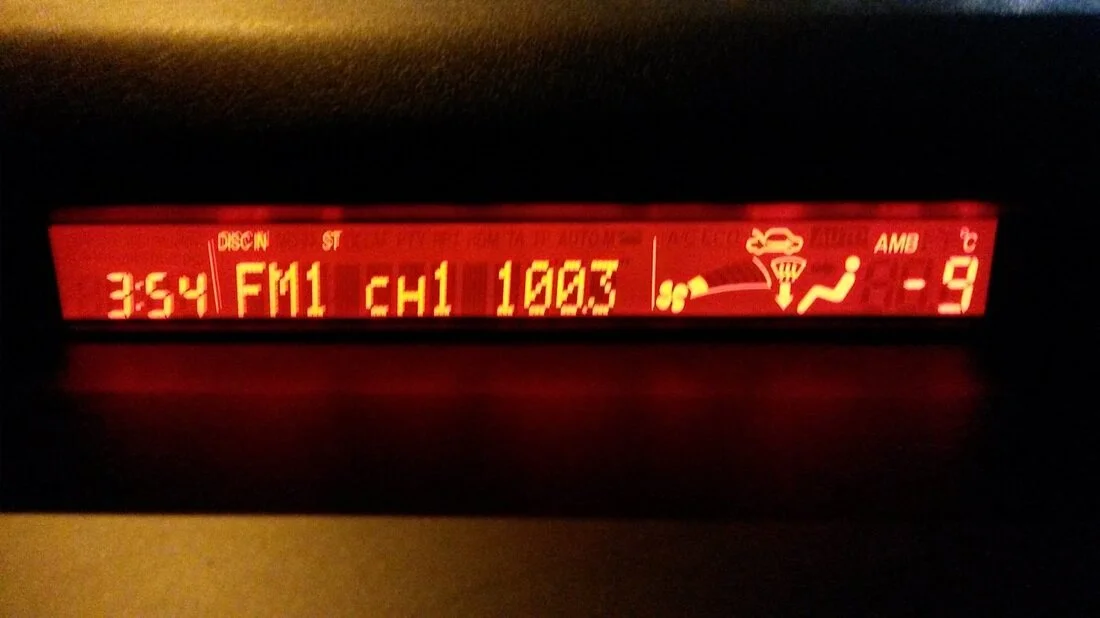 DISC IN ST AMB °C
3:54 FM1 CH1 100.3 -9